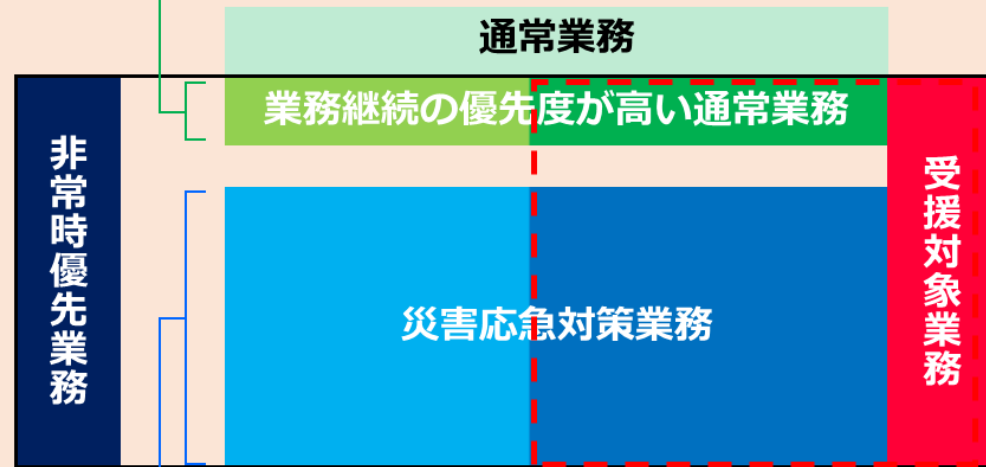 通常業務
業務継続の優先度が高い通常業務
非常時優先業務
災害応急対策業務
受援対象業務